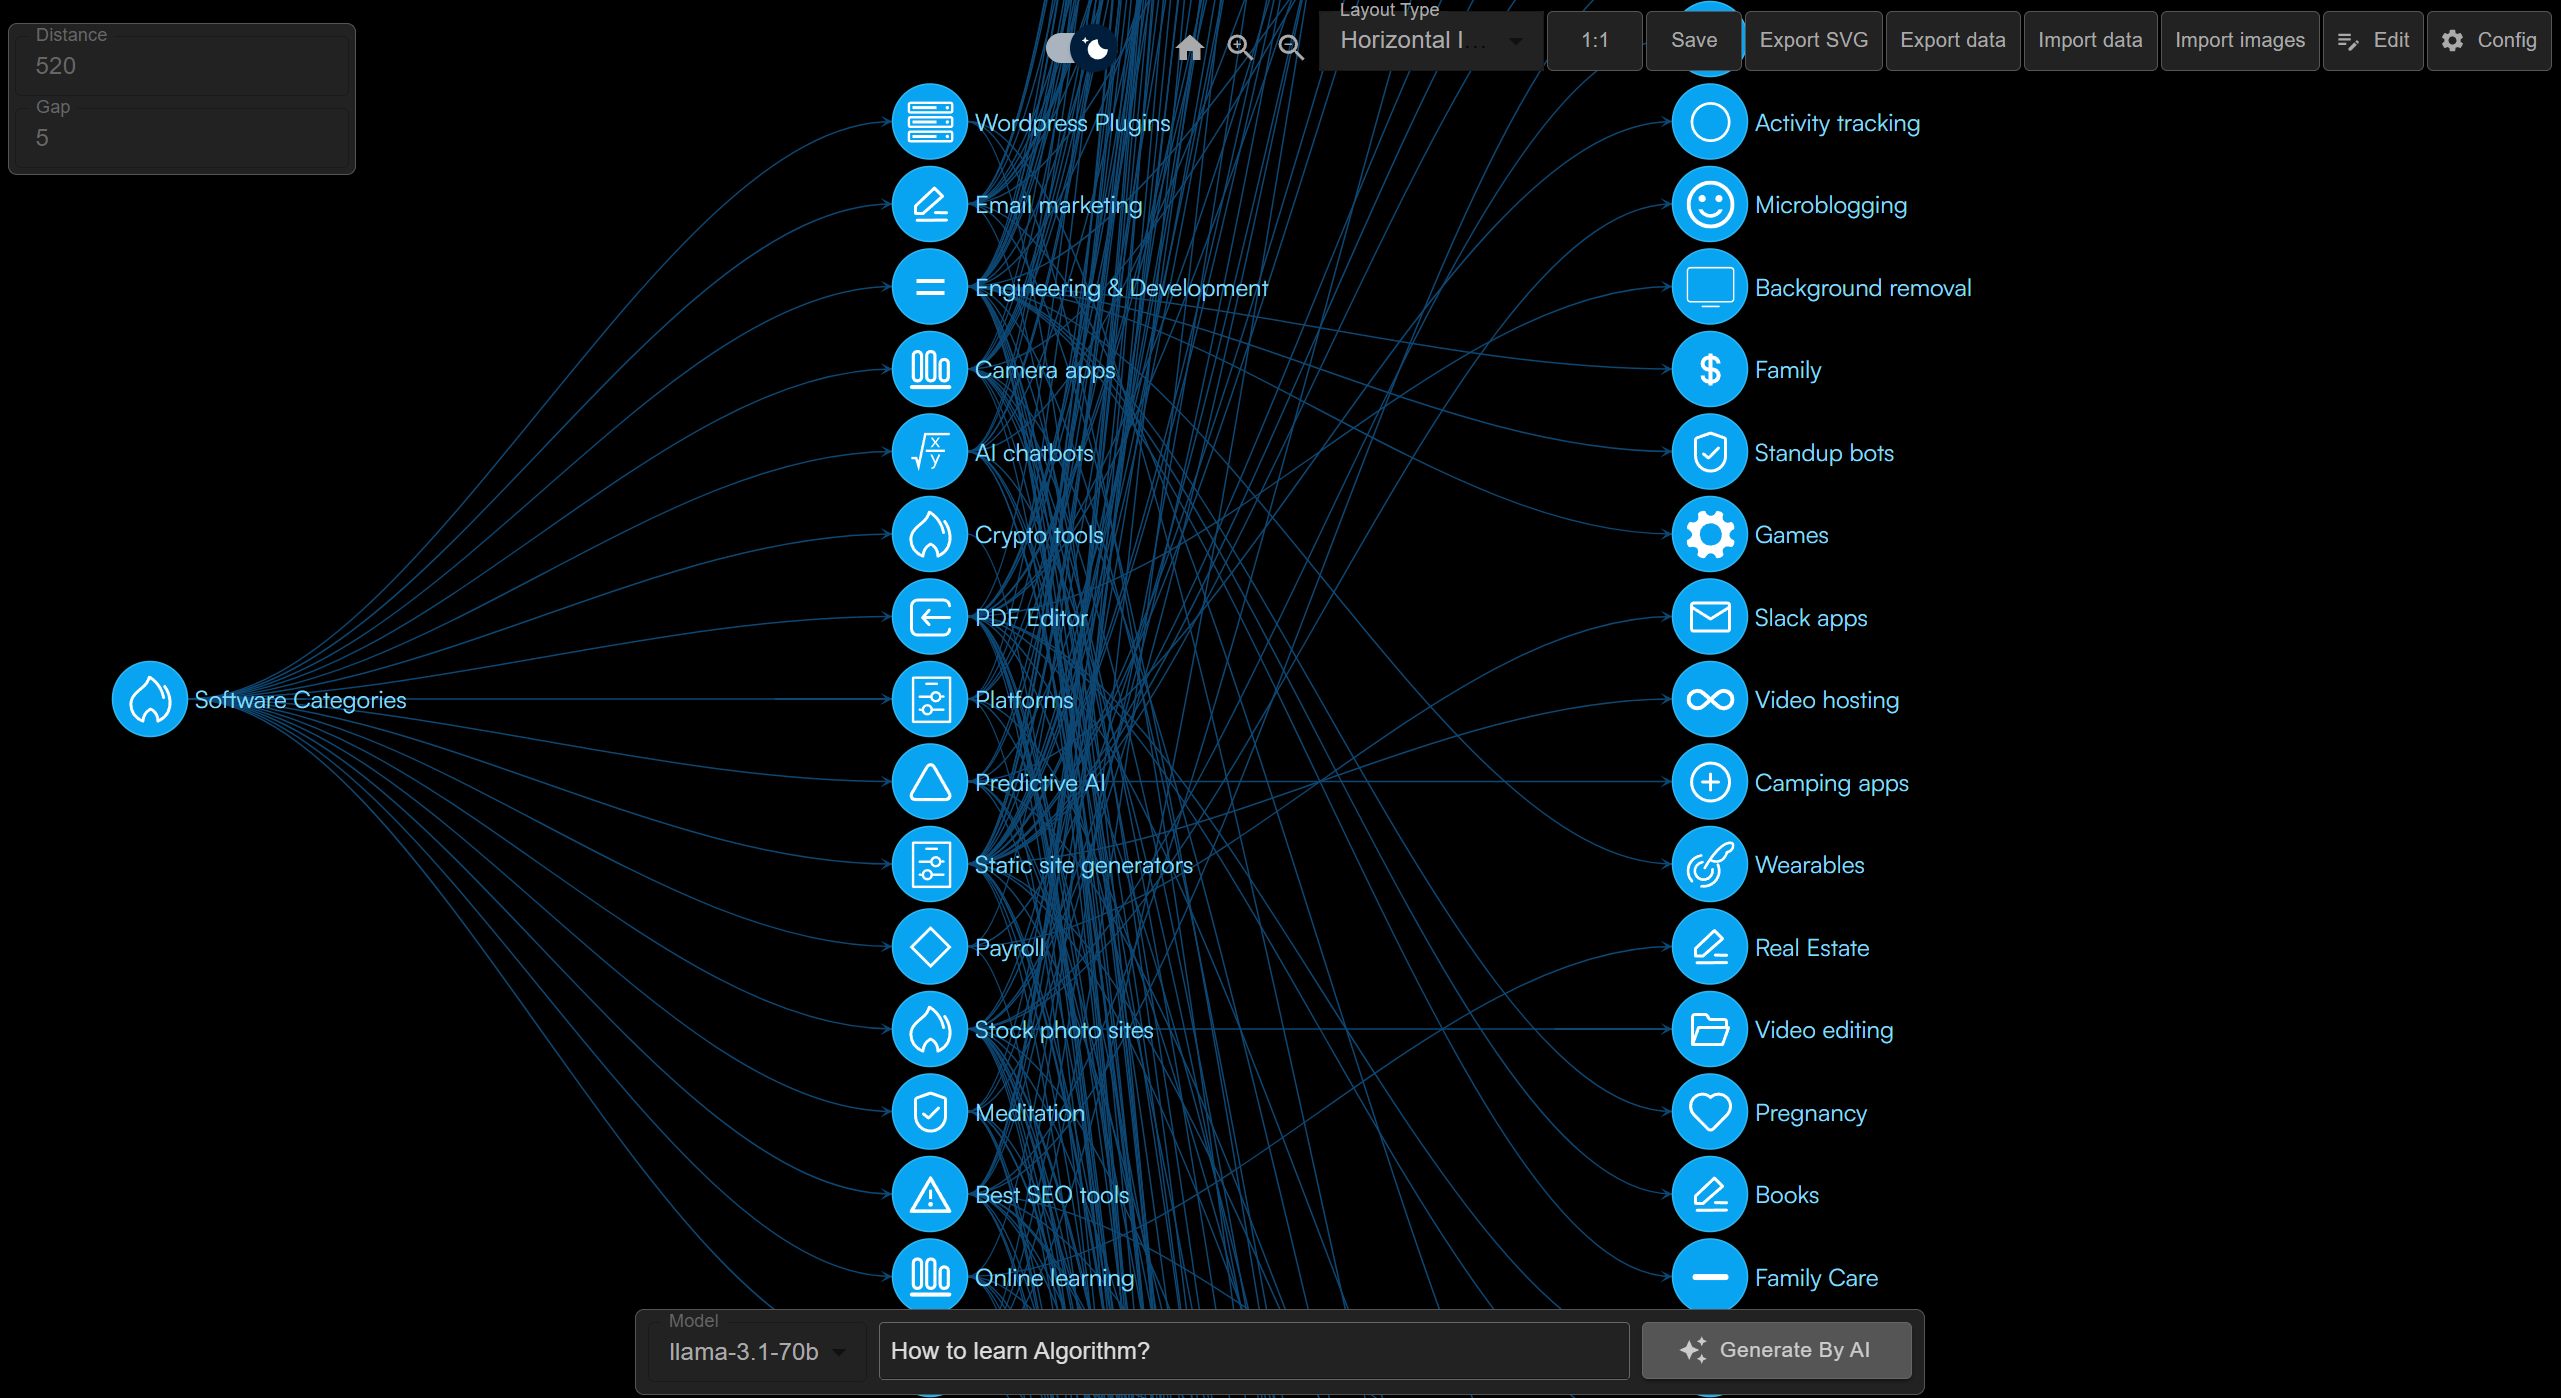 Distance
520
Gap
5
Layout Type
Horizontal I...
1:1
Save
Export SVG
Export data
Import data
Import images
Edit
Config
Software Categories
Wordpress Plugins
Email marketing
Engineering & Development
Camera apps
AI chatbots
x
y
Crypto tools
PDF Editor
Platforms
Predictive AI
Static site generators
Payroll
Stock photo sites
Meditation
Best SEO tools
Online learning
Activity tracking
Microblogging
Background removal
$
Family
Standup bots
Games
Slack apps
Video hosting
Camping apps
Wearables
Real Estate
Video editing
Pregnancy
Books
Family Care
Model
llama-3.1-70b
How to learn Algorithm?
Generate By AI